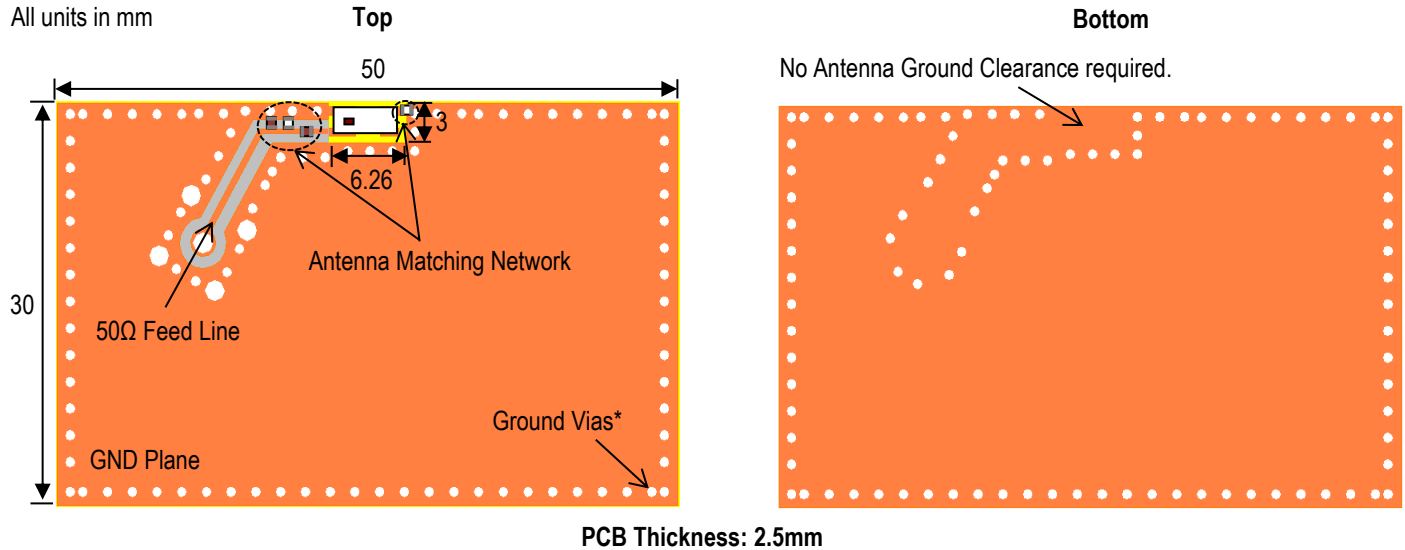 All units in mm
Top
Bottom
50
No Antenna Ground Clearance required.
3
6.26
Antenna Matching Network
30
50Ω Feed Line
Ground Vias*
GND Plane
PCB Thickness: 2.5mm